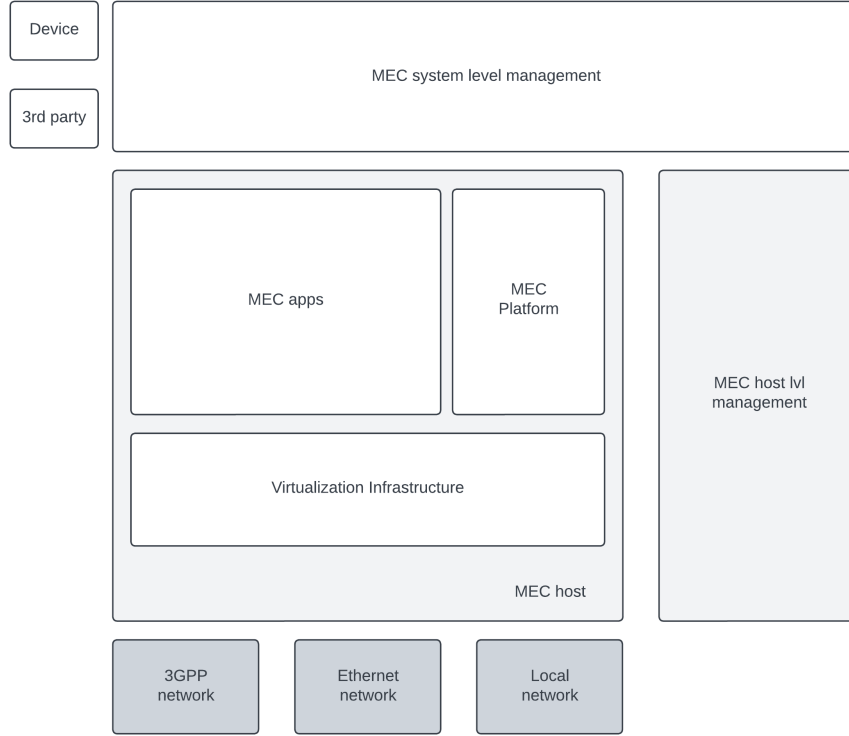 Device
MEC system level management
3rd party
MEC apps
MEC
Platform
MEC host lvl
management
Virtualization Infrastructure
MEC host
3GPP
network
Ethernet
network
Local
network